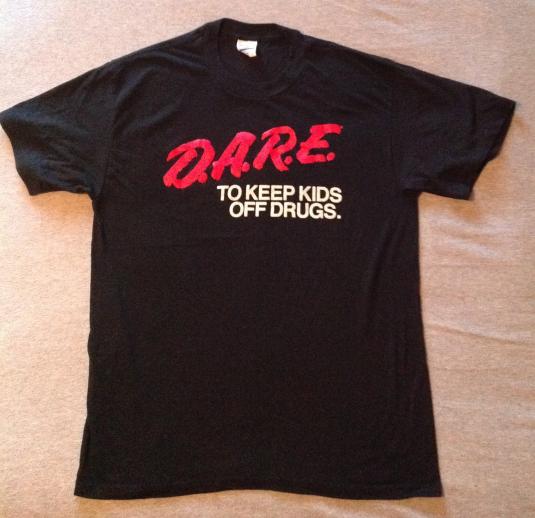 D.A.R.E.
TO KEEP KIDS
OFF DRUGS.